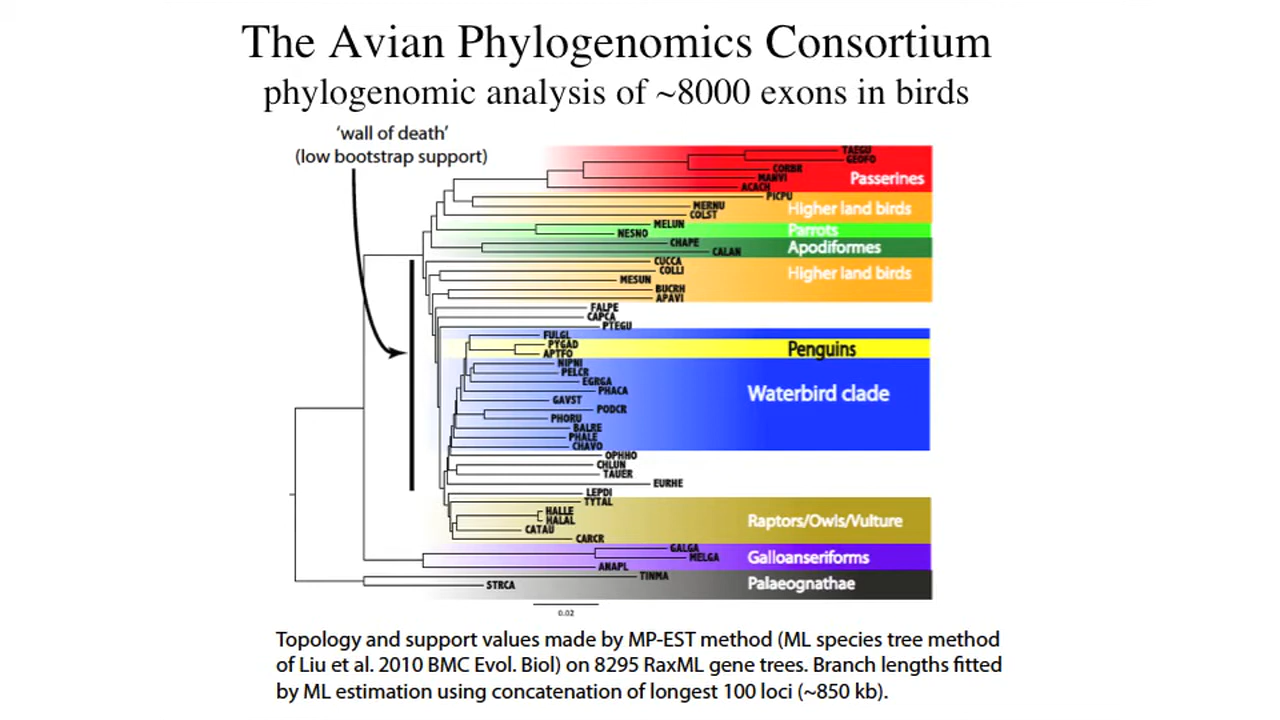 The Avian Phylogenomics Consortium
phylogenomic analysis of ~8000 exons in birds
‘wall of death’
(low bootstrap support)
TAEGU
GEOFO
CORBR
MANVI
Passerines
ACACH
PICPU
MERNU
Higher land birds
COLST
MELUN
Parrots
NESNO
CHAPE
Apodiformes
CALAN
CUCCA
COLLI
Higher land birds
MESUN
BUCRH
APAVI
FALPE
CAPCA
PTEGU
FULGL
PYGAD
Penguins
APTFO
NIPNI
PELCR
EGRGA
PHACA
Waterbird clade
GAVST
PODCR
PHORU
BALRE
PHALE
CHAVO
OPHHO
CHLUN
TAUER
EURHE
LEPDI
TYTAL
HALLE
HALAL
Raptors/Owls/Vulture
CATAU
CARCR
GALGA
MELGA
Galloanseriforms
ANAPL
TINMA
Palaeognathae
STRCA
0.02
Topology and support values made by MP-EST method (ML species tree method
of Liu et al. 2010 BMC Evol. Biol) on 8295 RaxML gene trees. Branch lengths fitted
by ML estimation using concatenation of longest 100 loci (~850 kb).